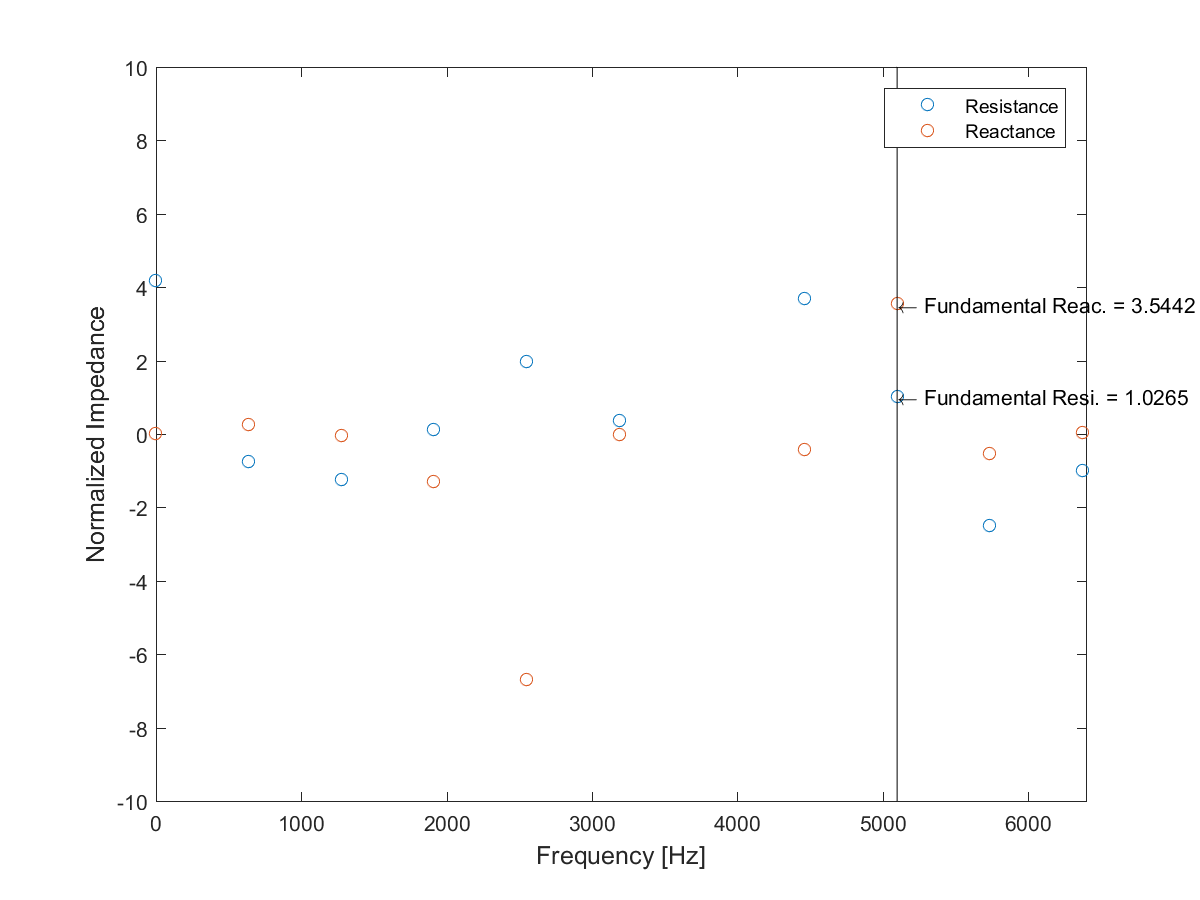 10
8
6
4
2
0
-2
-4
-6
-8
-10
Normalized Impedance
Resistance
Reactance
← Fundamental Reac. = 3.5442
← Fundamental Resi. = 1.0265
0 1000 2000 3000 4000 5000 6000
Frequency [Hz]